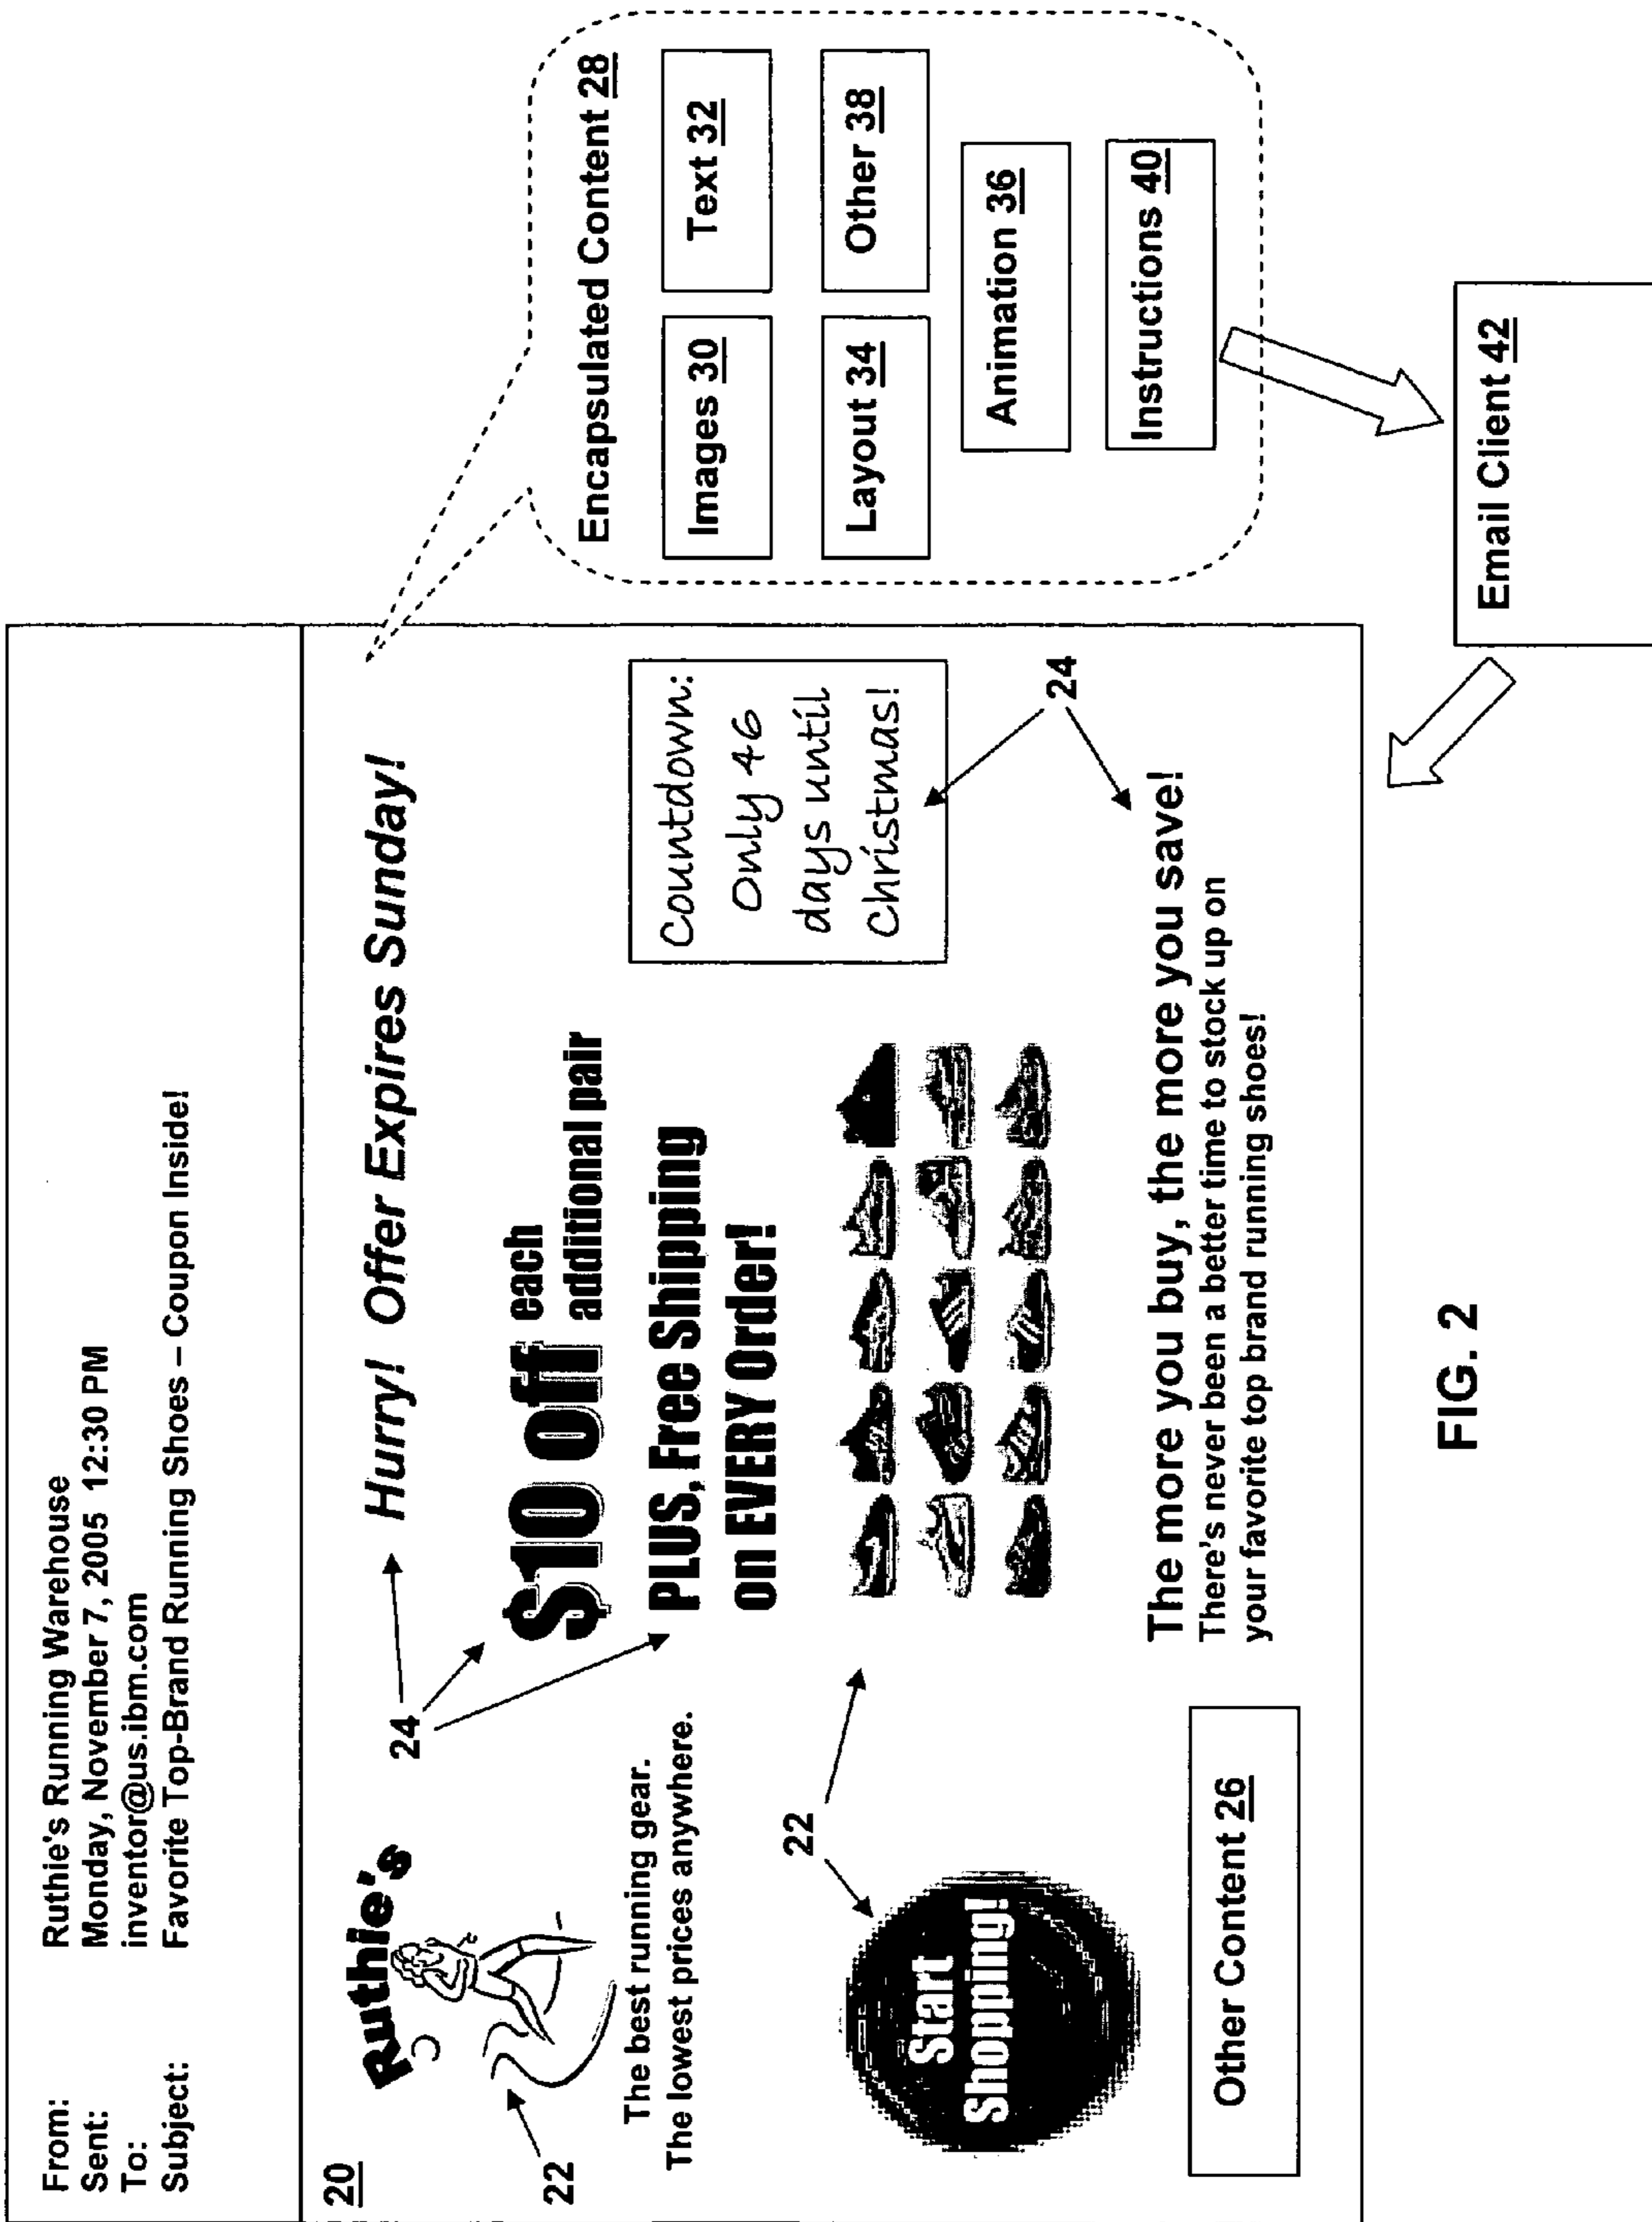 From: Ruthie's Running Warehouse
Sent: Monday, November 7, 2005 12:30 PM
To: inventor@us.ibm.com
Subject: Favorite Top-Brand Running Shoes – Coupon Inside!
20
Ruthie's
22
The best running gear.
The lowest prices anywhere.
24
Hurry! Offer Expires Sunday!
$10 Off each
additional pair
PLUS, Free Shipping
on EVERY Order!
Countdown:
Only 46
days until
Christmas!
24
22
Start
Shopping!
The more you buy, the more you save!
There's never been a better time to stock up on
your favorite top brand running shoes!
Other Content 26
Encapsulated Content 28
Images 30
Text 32
Layout 34
Other 38
Animation 36
Instructions 40
Email Client 42
FIG. 2